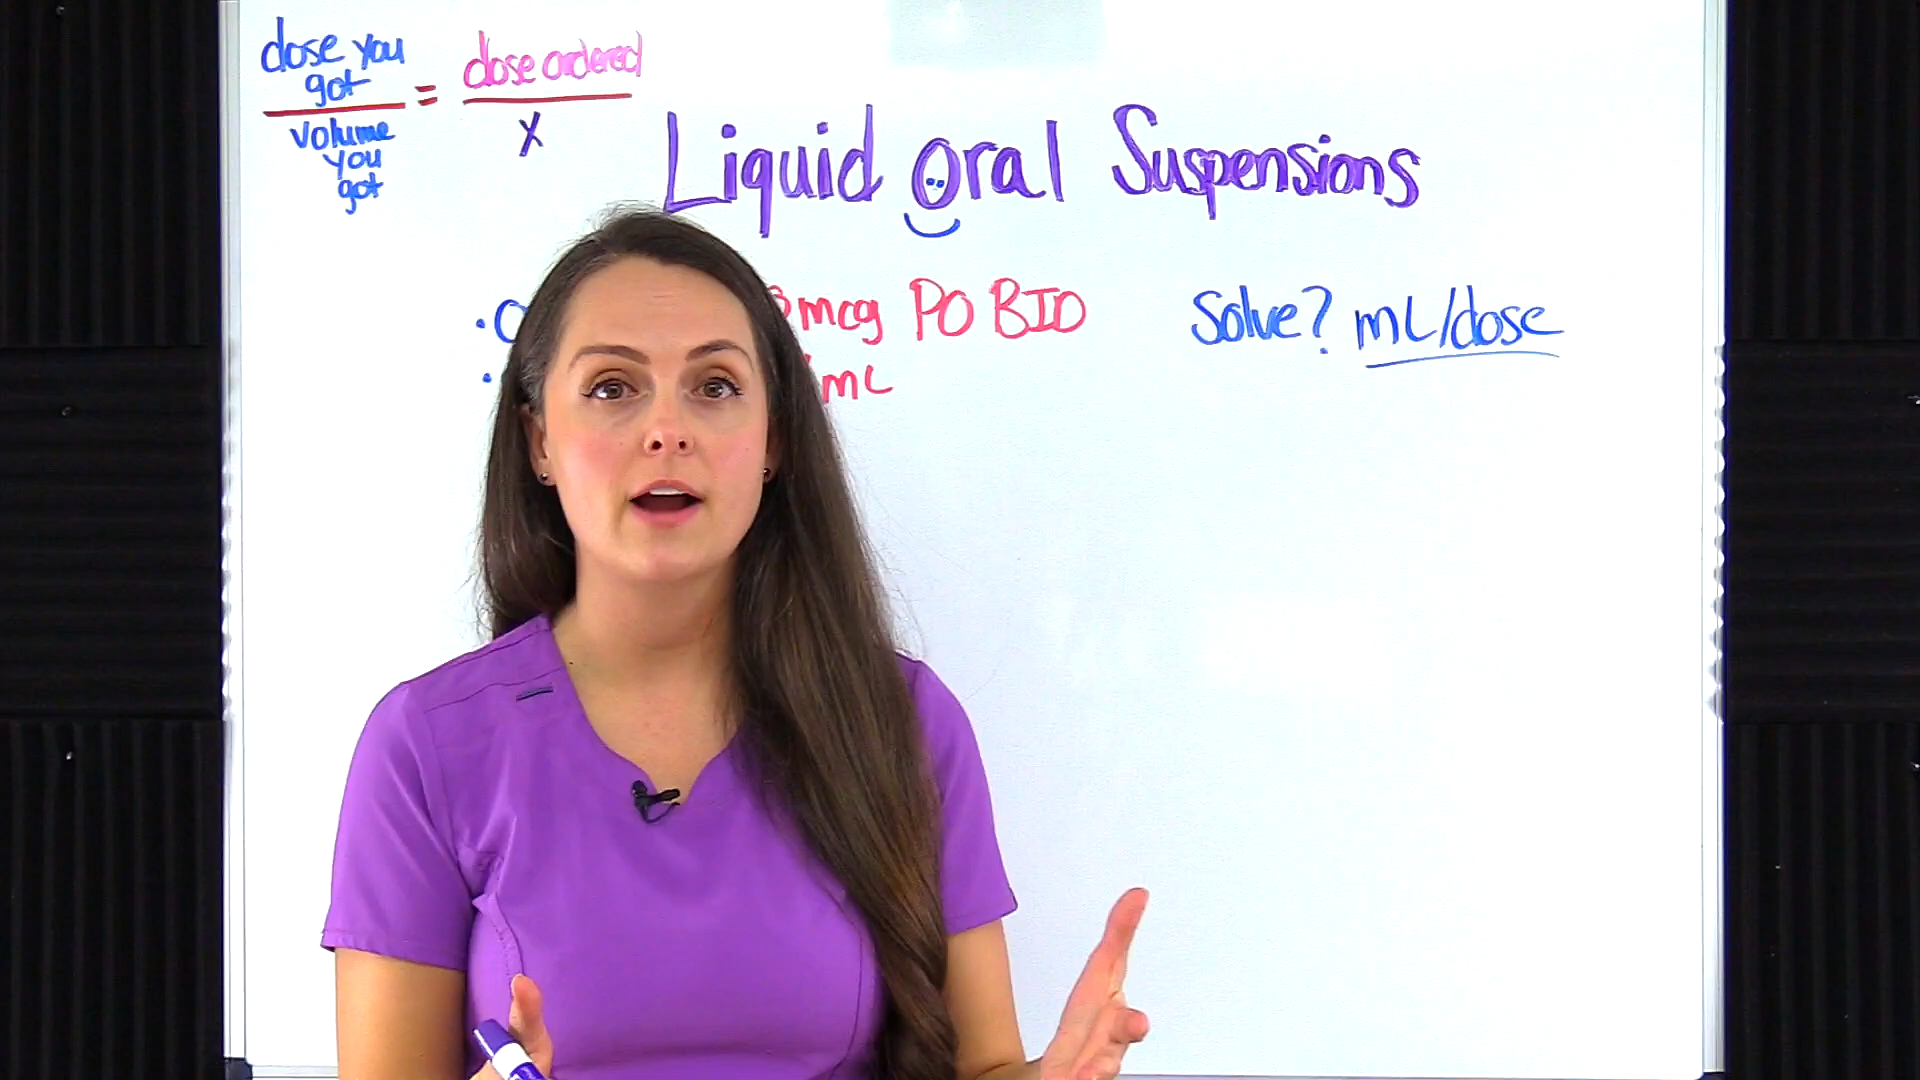 dose you
got
volume
you
got
=
dose ordered
X
Liquid Oral Suspensions
mcg PO BID
mL
Solve? mL/dose